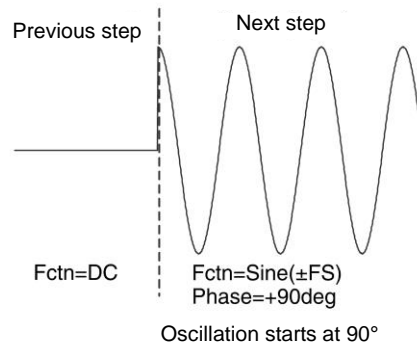 Previous step
Next step
Fctn=DC
Fctn=Sine(±FS)
Phase=+90deg
Oscillation starts at 90°